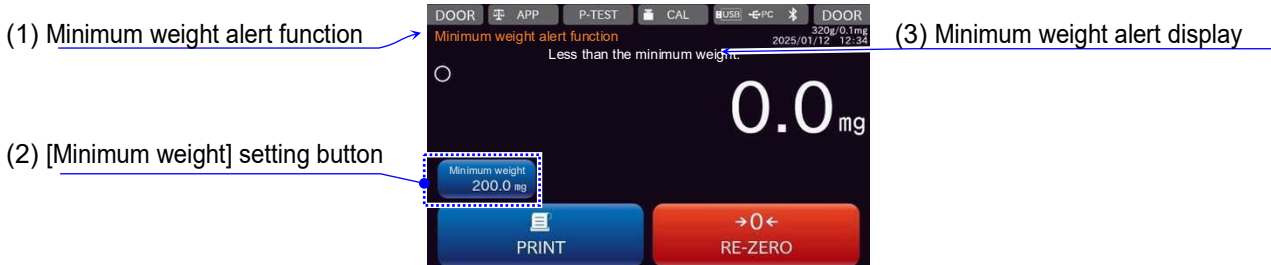 DOOR APP P-TEST CAL USB PC DOOR
(1) Minimum weight alert function
Minimum weight alert function
320g/0.1mg
2025/01/12 12:34
(3) Minimum weight alert display
Less than the minimum weight.
0.0 mg
(2) [Minimum weight] setting button
Minimum weight
200.0 mg
PRINT
→0←
RE-ZERO